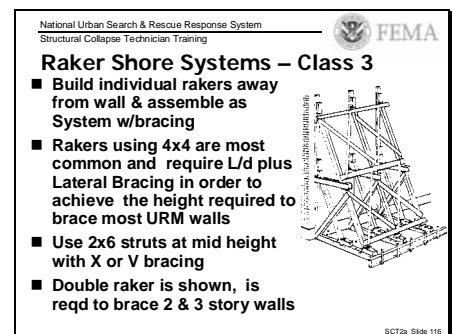 National Urban Search & Rescue Response System
Structural Collapse Technician Training
FEMA
Raker Shore Systems – Class 3
■ Build individual rakers away
from wall & assemble as
System w/bracing
■ Rakers using 4x4 are most
common and require L/d plus
Lateral Bracing in order to
achieve the height required to
brace most URM walls
■ Use 2x6 struts at mid height
with X or V bracing
■ Double raker is shown, is
reqd to brace 2 & 3 story walls
SCT2a Slide 116